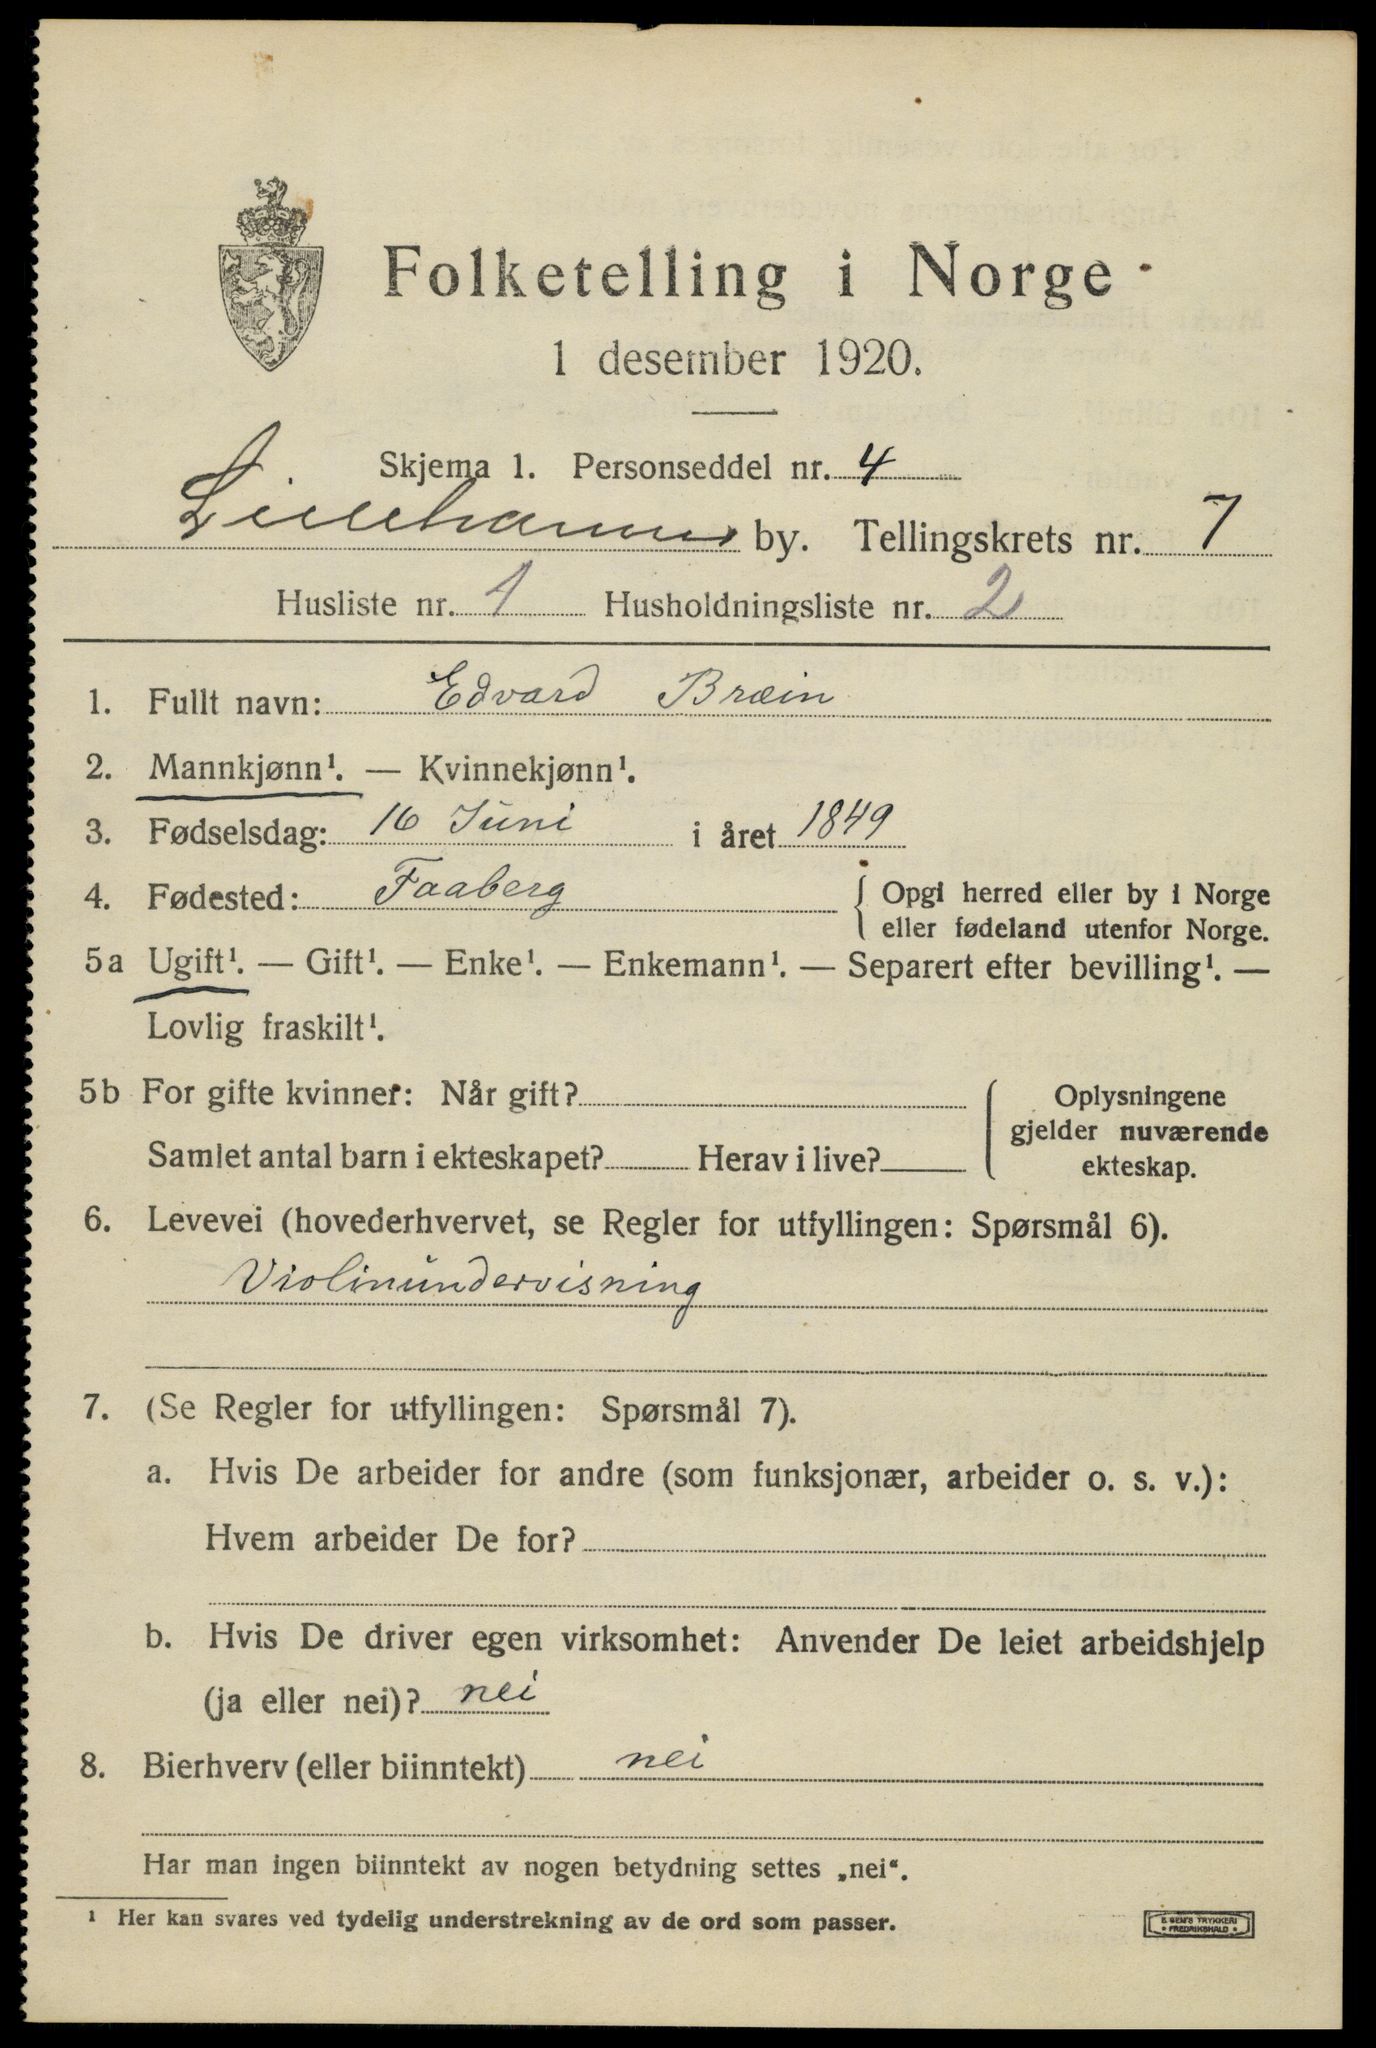 Folketelling i Norge
1 desember 1920.
Skjema 1. Personseddel nr. 4
Lillehammer by. Tellingskrets nr. 7
Husliste nr. 1 Husholdningsliste nr. 2
1. Fullt navn: Edvard Bræin
2. Mannkjønn¹. — Kvinnekjønn¹.
3. Fødselsdag: 16 Juni i året 1849
4. Fødested: Faaberg { Opgi herred eller by i Norge
eller fødeland utenfor Norge.
5a Ugift¹. — Gift¹. — Enke¹. — Enkemann¹. — Separert efter bevilling¹. —
Lovlig fraskilt¹.
5b For gifte kvinner: Når gift?
Samlet antal barn i ekteskapet? Herav i live?
Oplysningene
gjelder nuværende
ekteskap.
6. Levevei (hovederhvervet, se Regler for utfyllingen: Spørsmål 6).
Violinundervisning
7. (Se Regler for utfyllingen: Spørsmål 7).
a. Hvis De arbeider for andre (som funksjonær, arbeider o. s. v.):
Hvem arbeider De for?
b. Hvis De driver egen virksomhet: Anvender De leiet arbeidshjelp
(ja eller nei)? nei
8. Bierhverv (eller biinntekt) nei
Har man ingen biinntekt av nogen betydning settes „nei“.
¹ Her kan svares ved tydelig understrekning av de ord som passer.
E SEM'S TRYKKERI
• FREDRIKSHALD •